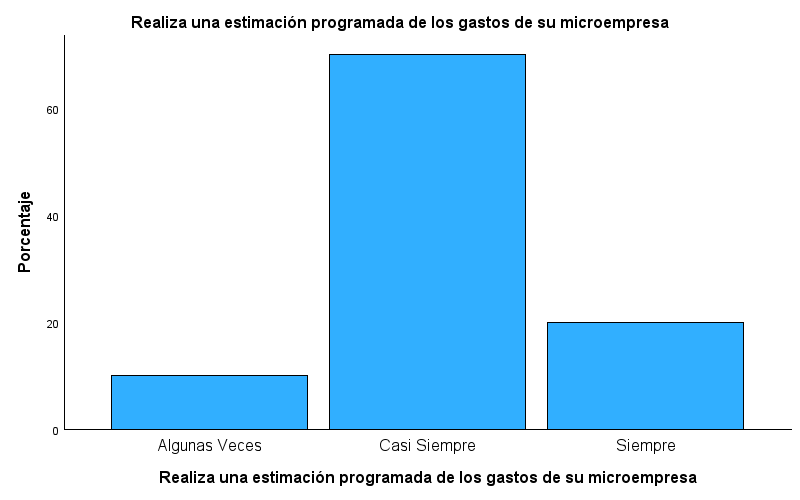 Realiza una estimación programada de los gastos de su microempresa
Porcentaje
60
40
20
0
Algunas Veces
Casi Siempre
Siempre
Realiza una estimación programada de los gastos de su microempresa